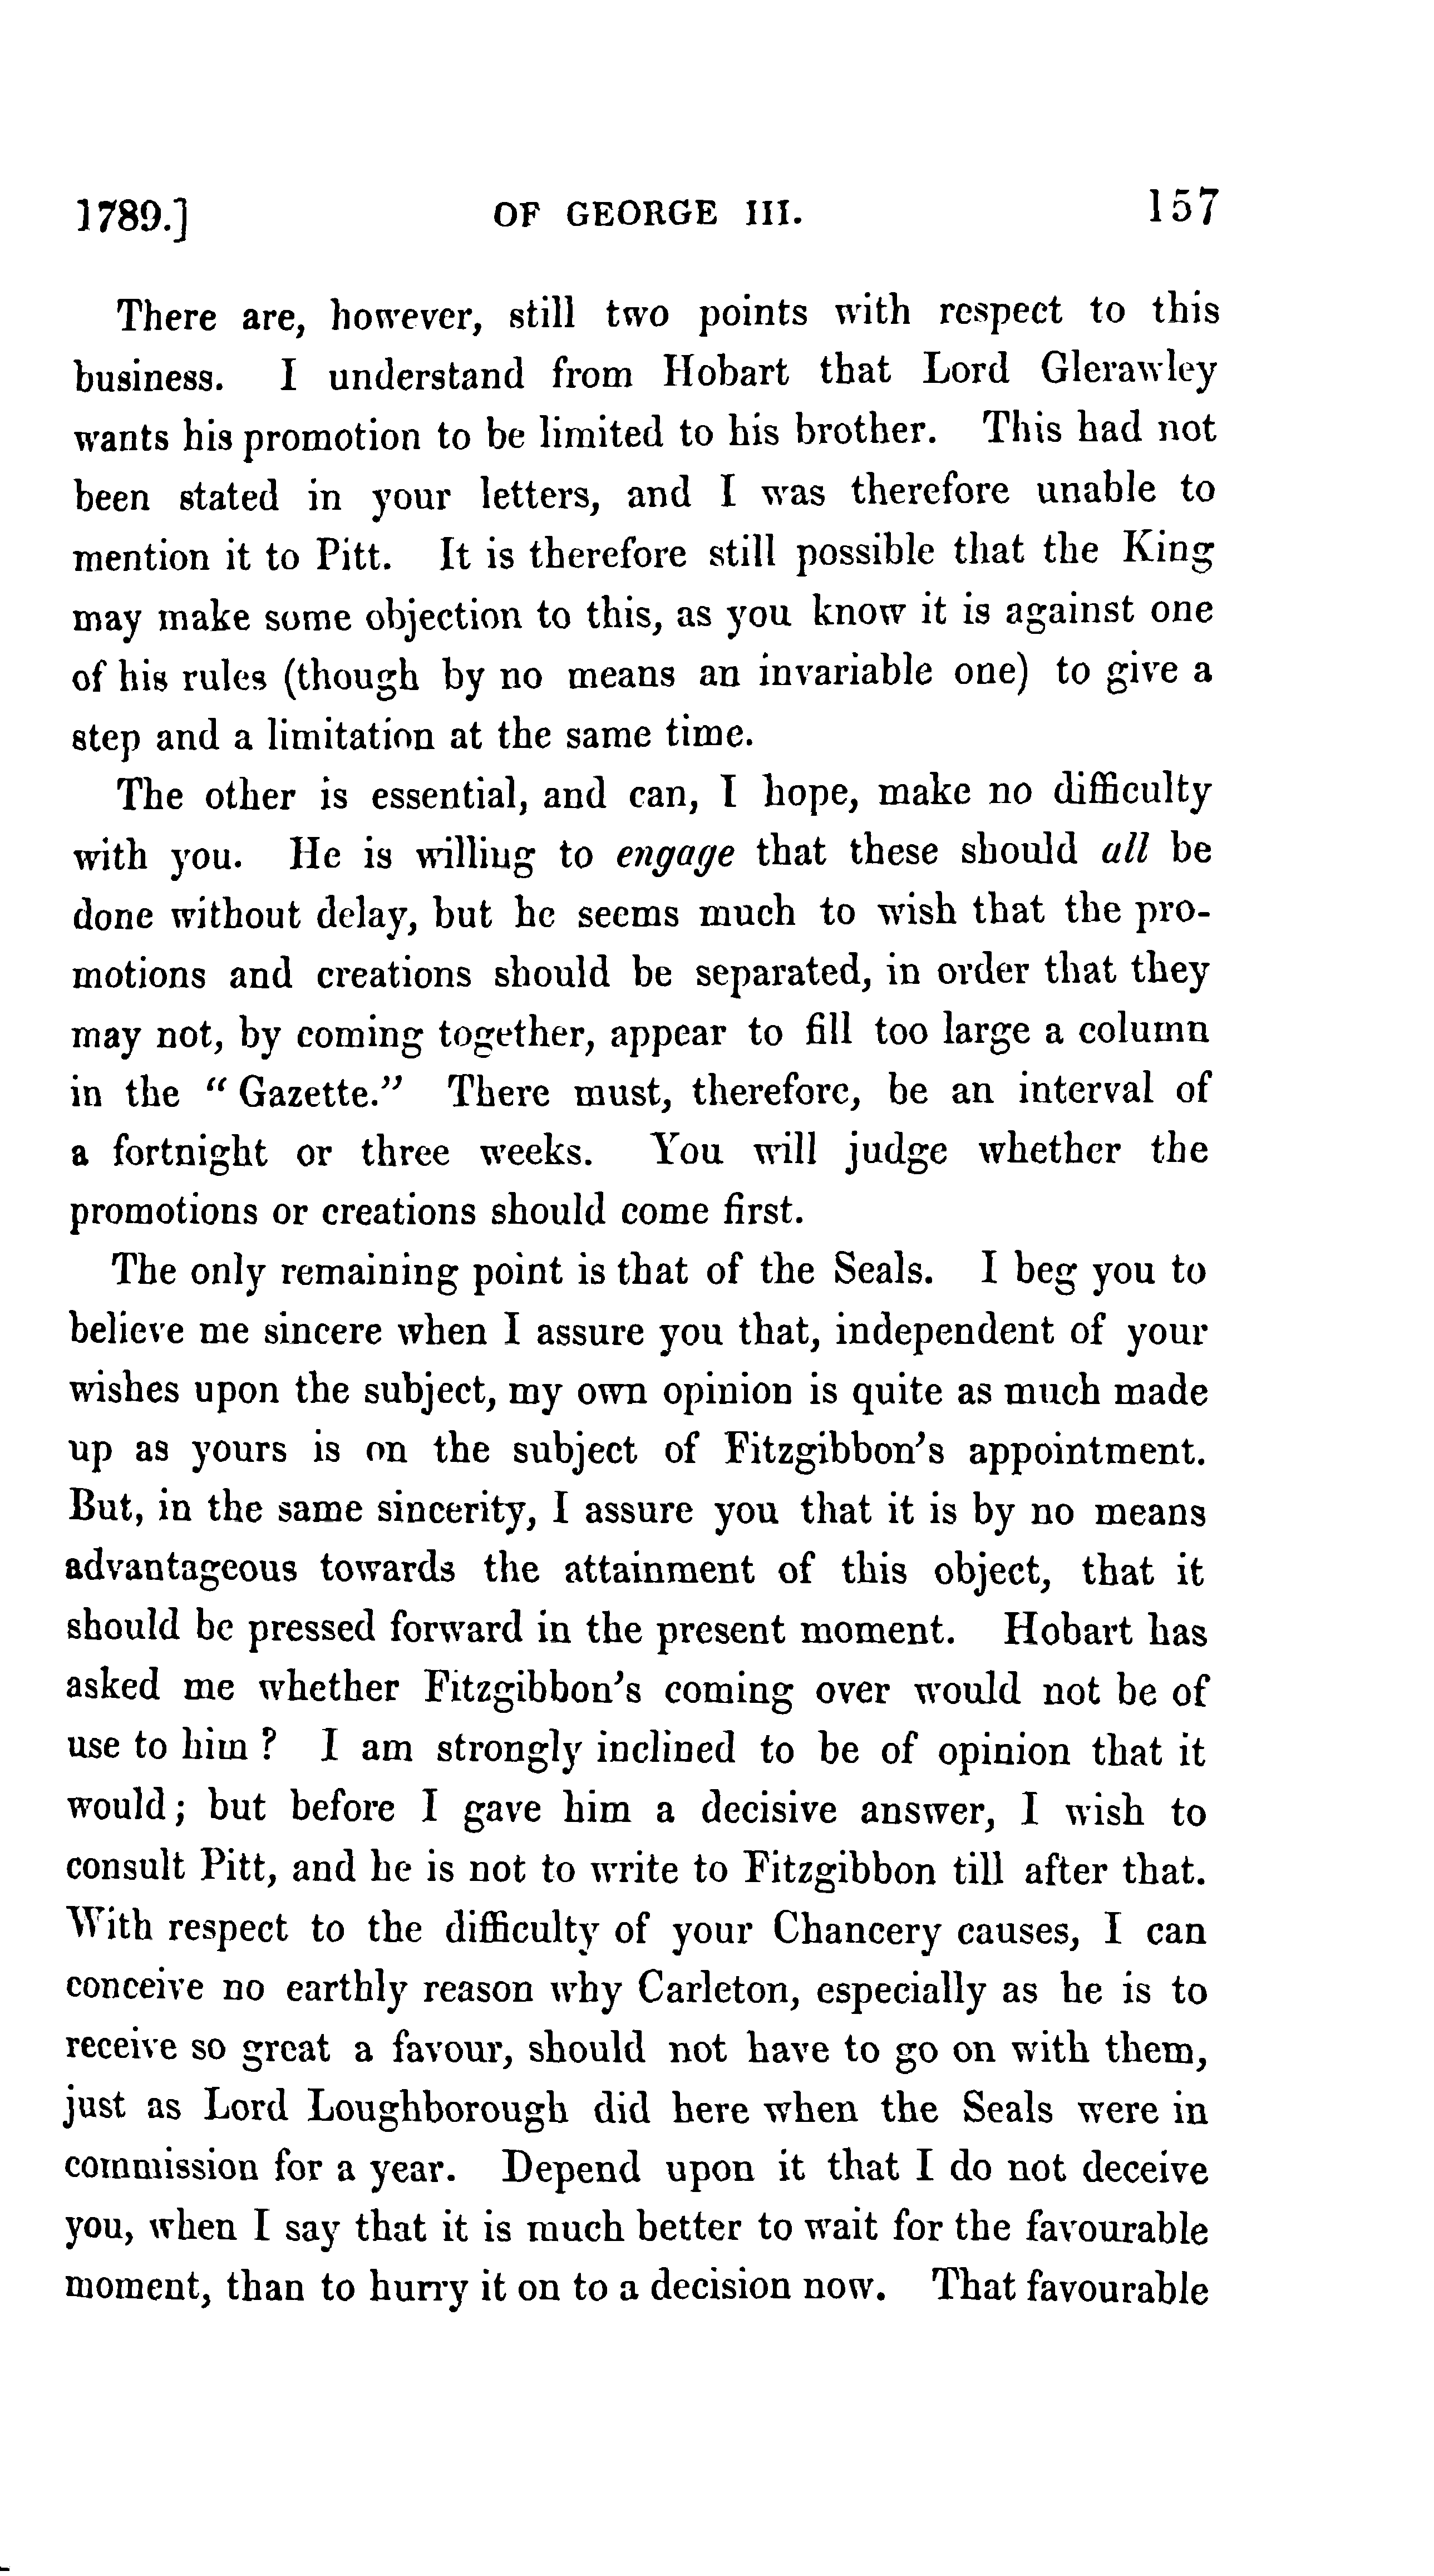 1789.] OF GEORGE III. 157
There are, however, still two points with respect to this
business. I understand from Hobart that Lord Glerawley
wants his promotion to be limited to his brother. This had not
been stated in your letters, and I was therefore unable to
mention it to Pitt. It is therefore still possible that the King
may make some objection to this, as you know it is against one
of his rules (though by no means an invariable one) to give a
step and a limitation at the same time.
The other is essential, and can, I hope, make no difficulty
with you. He is willing to engage that these should all be
done without delay, but he seems much to wish that the pro-
motions and creations should be separated, in order that they
may not, by coming together, appear to fill too large a column
in the "Gazette." There must, therefore, be an interval of
a fortnight or three weeks. You will judge whether the
promotions or creations should come first.
The only remaining point is that of the Seals. I beg you to
believe me sincere when I assure you that, independent of your
wishes upon the subject, my own opinion is quite as much made
up as yours is on the subject of Fitzgibbon's appointment.
But, in the same sincerity, I assure you that it is by no means
advantageous towards the attainment of this object, that it
should be pressed forward in the present moment. Hobart has
asked me whether Fitzgibbon's coming over would not be of
use to him? I am strongly inclined to be of opinion that it
would; but before I gave him a decisive answer, I wish to
consult Pitt, and he is not to write to Fitzgibbon till after that.
With respect to the difficulty of your Chancery causes, I can
conceive no earthly reason why Carleton, especially as he is to
receive so great a favour, should not have to go on with them,
just as Lord Loughborough did here when the Seals were in
commission for a year. Depend upon it that I do not deceive
you, when I say that it is much better to wait for the favourable
moment, than to hurry it on to a decision now. That favourable